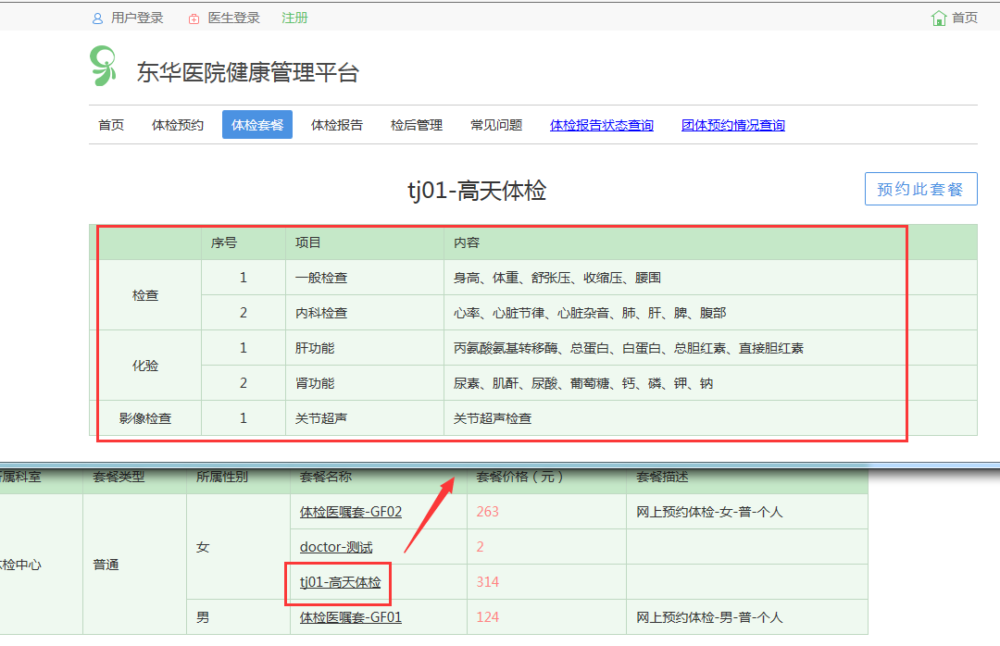 用户登录 医生登录 注册 首页
东华医院健康管理平台
首页 体检预约 体检套餐 体检报告 检后管理 常见问题 体检报告状态查询 团体预约情况查询
tj01-高天体检 预约此套餐
序号 项目 内容
检查 1 一般检查 身高、体重、舒张压、收缩压、腰围
2 内科检查 心率、心脏节律、心脏杂音、肺、肝、脾、腹部
化验 1 肝功能 丙氨酸氨基转移酶、总蛋白、白蛋白、总胆红素、直接胆红素
2 肾功能 尿素、肌酐、尿酸、葡萄糖、钙、磷、钾、钠
影像检查 1 关节超声 关节超声检查
属科室 套餐类型 所属性别 套餐名称 套餐价格（元） 套餐描述
检中心 普通 女 体检医嘱套-GF02 263 网上预约体检-女-普-个人
doctor-测试 2
tj01-高天体检 314
男 体检医嘱套-GF01 124 网上预约体检-男-普-个人